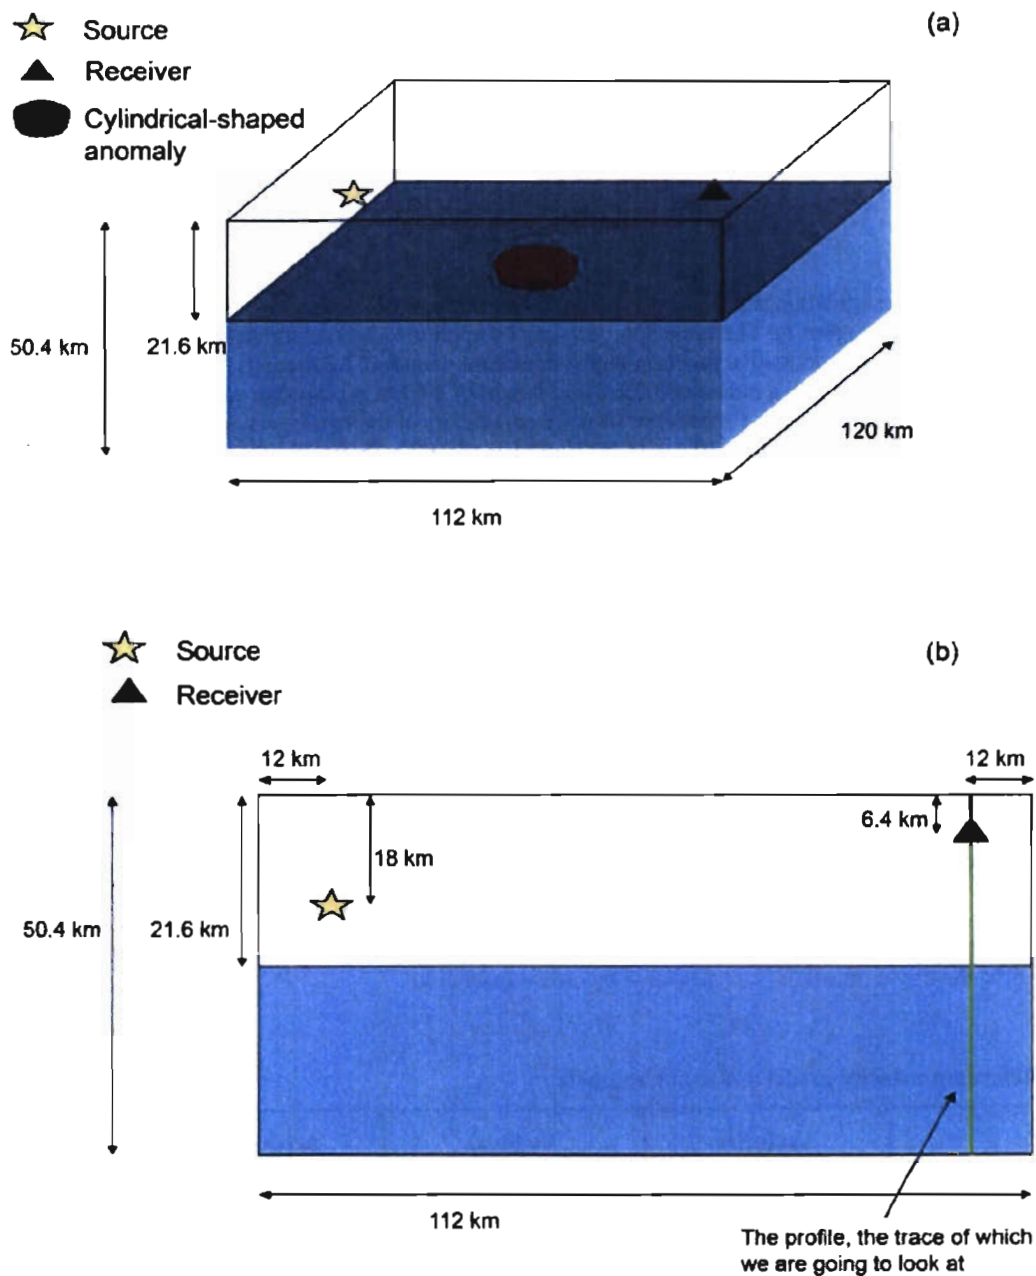 (a)
Source
Receiver
Cylindrical-shaped
anomaly
50.4 km
21.6 km
120 km
112 km
Source
(b)
Receiver
12 km
12 km
6.4 km
18 km
50.4 km
21.6 km
112 km
The profile, the trace of which
we are going to look at